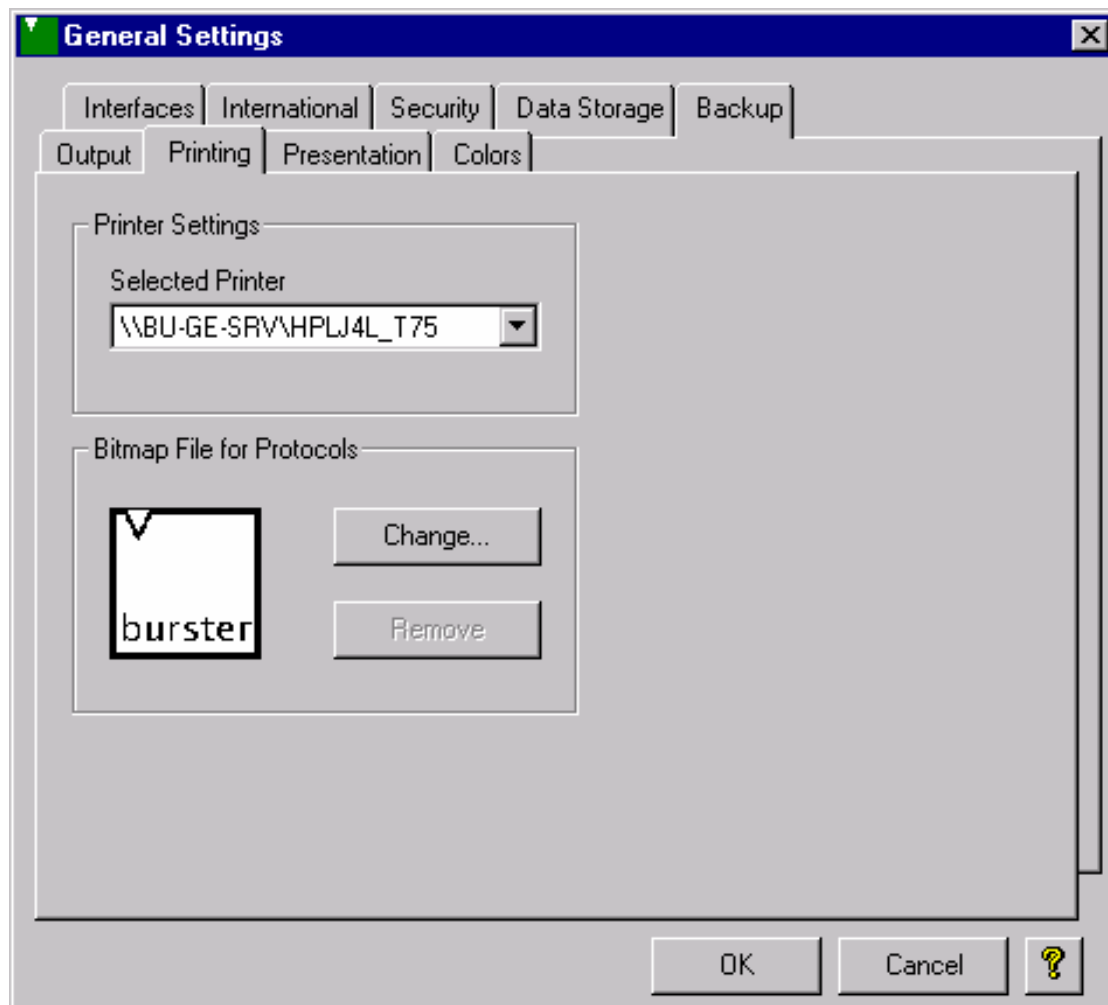 General Settings
Interfaces International Security Data Storage Backup
Output Printing Presentation Colors
Printer Settings
Selected Printer
\\BU-GE-SRV\HPLJ4L_T75
Bitmap File for Protocols
Change...
burster
Remove
OK Cancel ?